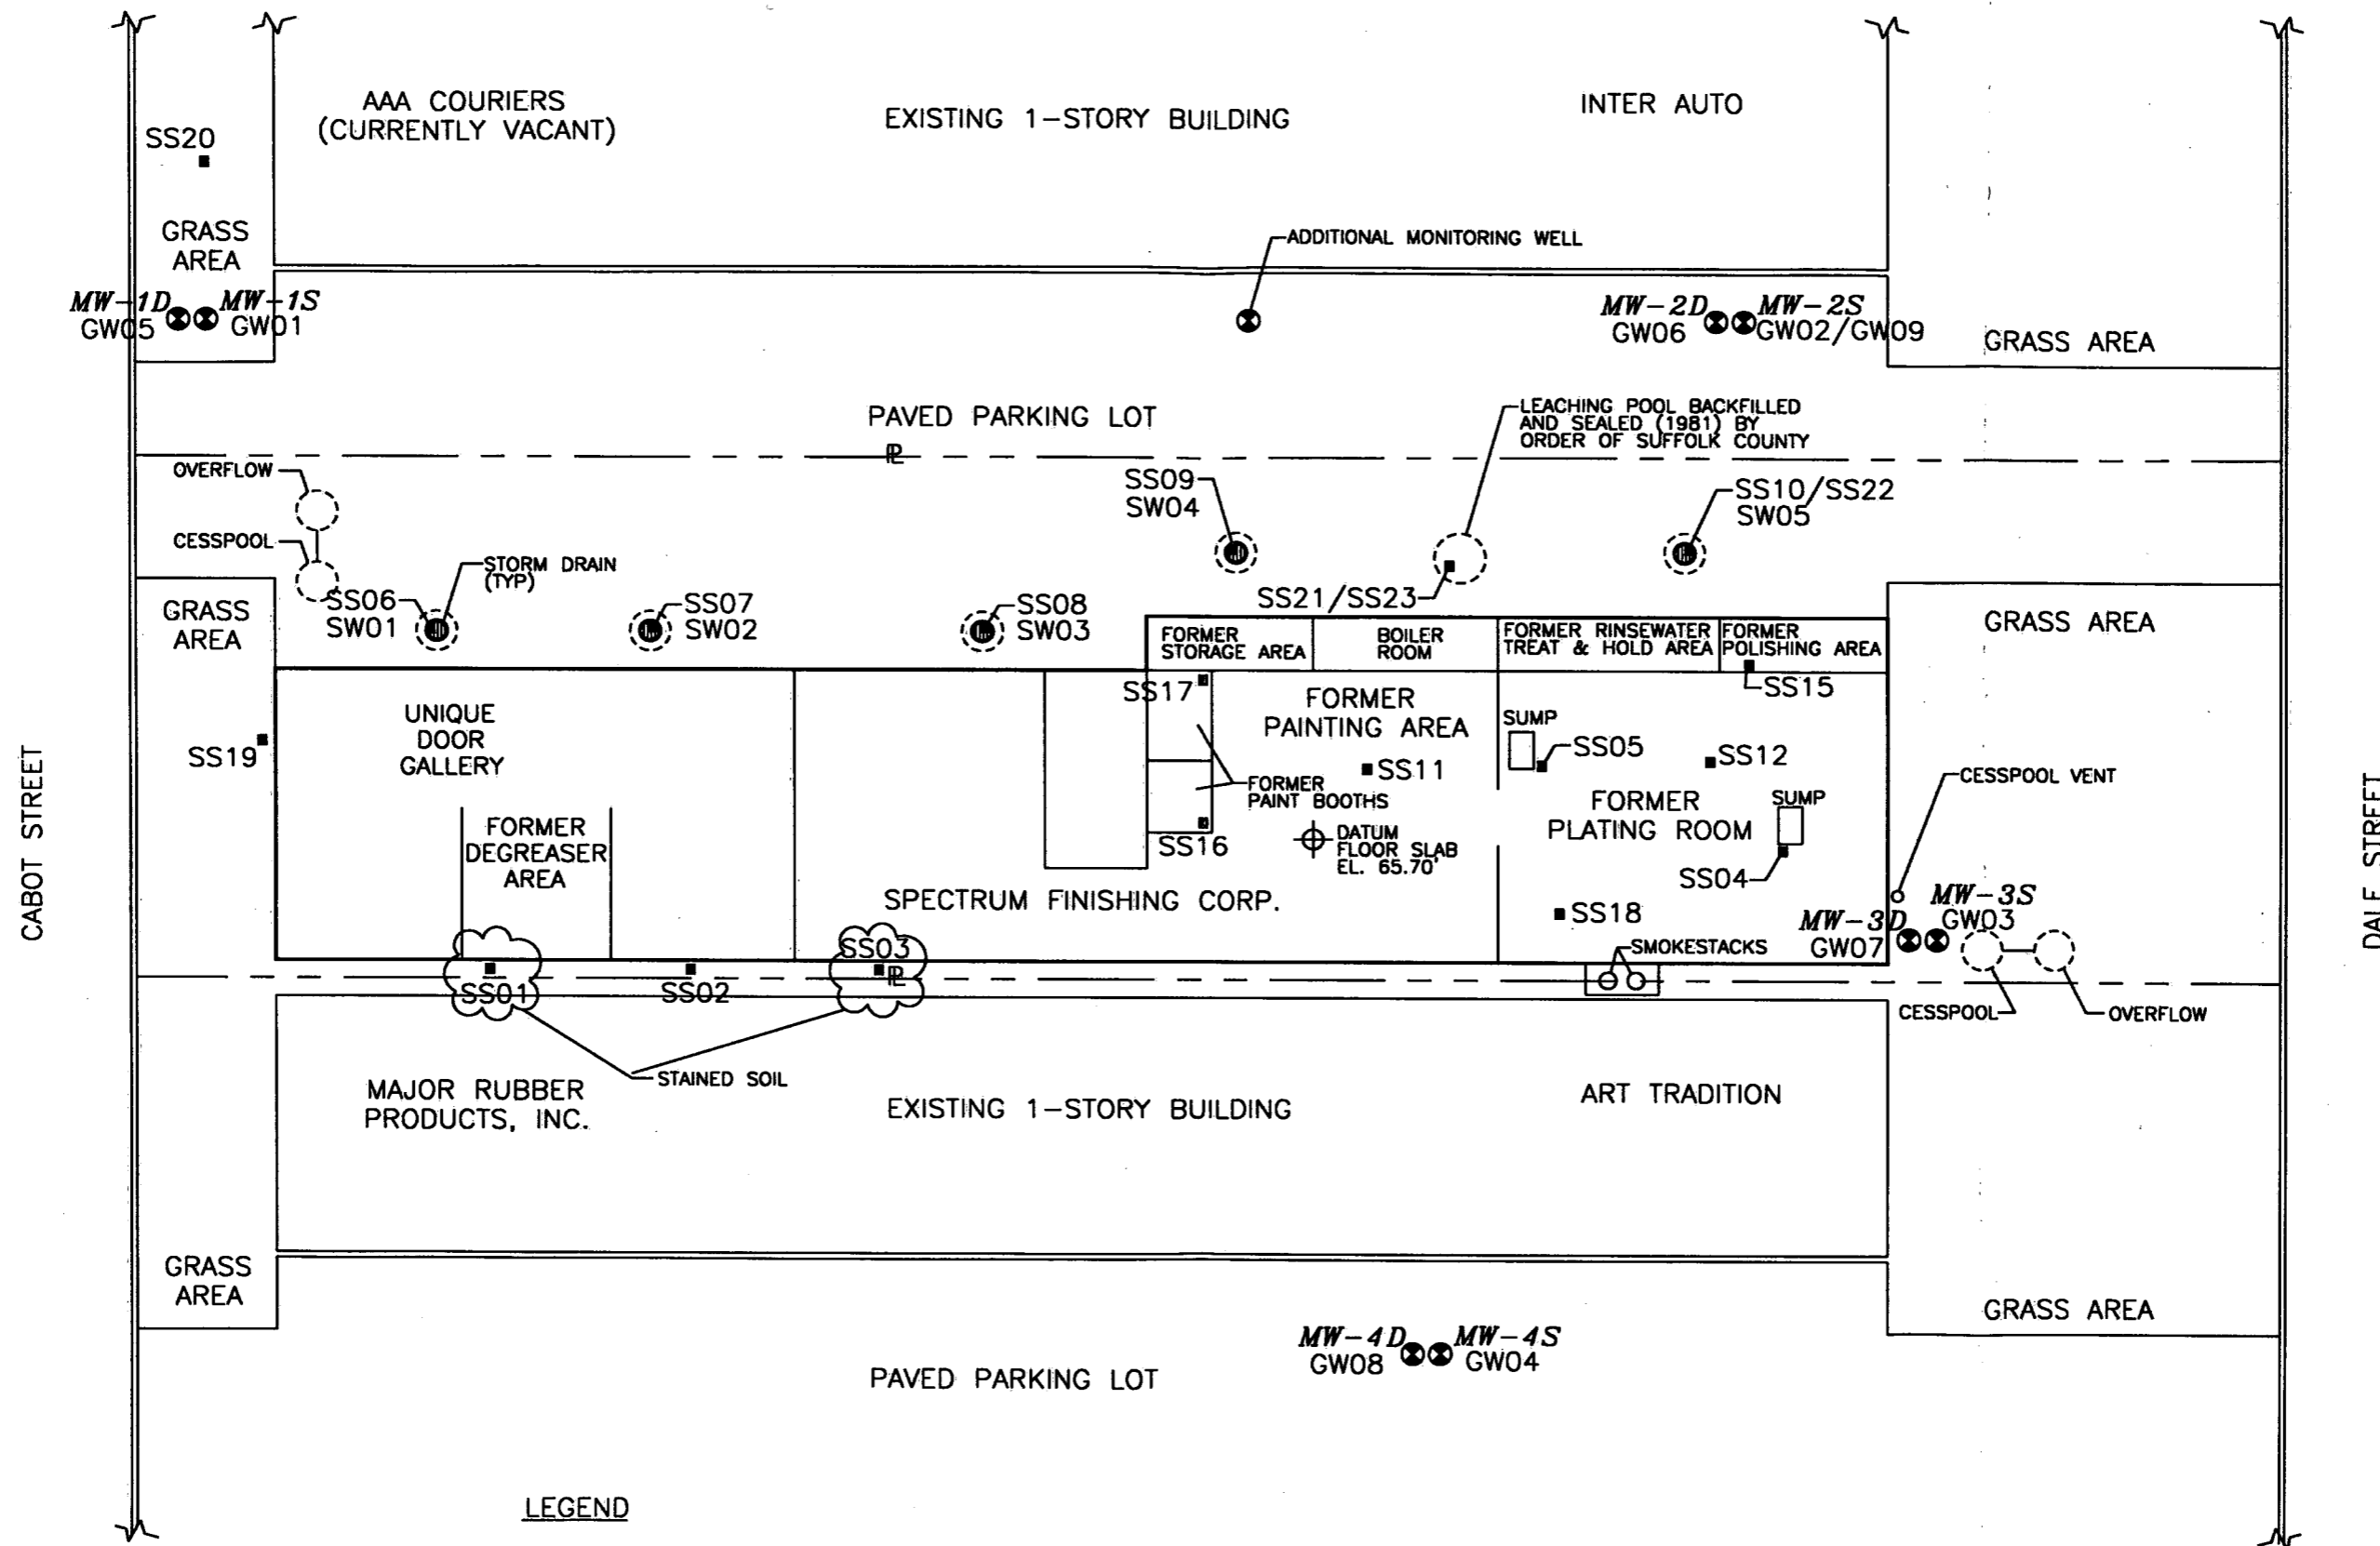 AAA COURIERS
(CURRENTLY VACANT)
EXISTING 1-STORY BUILDING
INTER AUTO
SS20
GRASS
AREA
ADDITIONAL MONITORING WELL
MW-1D
GW05
MW-1S
GW01
MW-2D
GW06
MW-2S
GW02/GW09
GRASS AREA
PAVED PARKING LOT
LEACHING POOL BACKFILLED
AND SEALED (1981) BY
ORDER OF SUFFOLK COUNTY
PL
OVERFLOW
CESSPOOL
SS09
SW04
SS10/SS22
SW05
STORM DRAIN
(TYP)
SS06
SW01
SS07
SW02
SS08
SW03
SS21/SS23
GRASS
AREA
GRASS AREA
FORMER
STORAGE AREA
BOILER
ROOM
FORMER RINSEWATER
TREAT & HOLD AREA
FORMER
POLISHING AREA
SS17
FORMER
PAINTING AREA
SS15
UNIQUE
DOOR
GALLERY
SUMP
SS05
SS12
SS19
SS11
FORMER
PAINT BOOTHS
FORMER
PLATING ROOM
SUMP
CESSPOOL VENT
CABOT STREET
DALE STREET
FORMER
DEGREASER
AREA
SS16
DATUM
FLOOR SLAB
EL. 65.70'
SS04
SPECTRUM FINISHING CORP.
SS18
MW-3D
GW07
MW-3S
GW03
SS03
PL
SMOKESTACKS
SS01
SS02
CESSPOOL
OVERFLOW
STAINED SOIL
MAJOR RUBBER
PRODUCTS, INC.
EXISTING 1-STORY BUILDING
ART TRADITION
GRASS
AREA
GRASS AREA
MW-4D
GW08
MW-4S
GW04
PAVED PARKING LOT
LEGEND